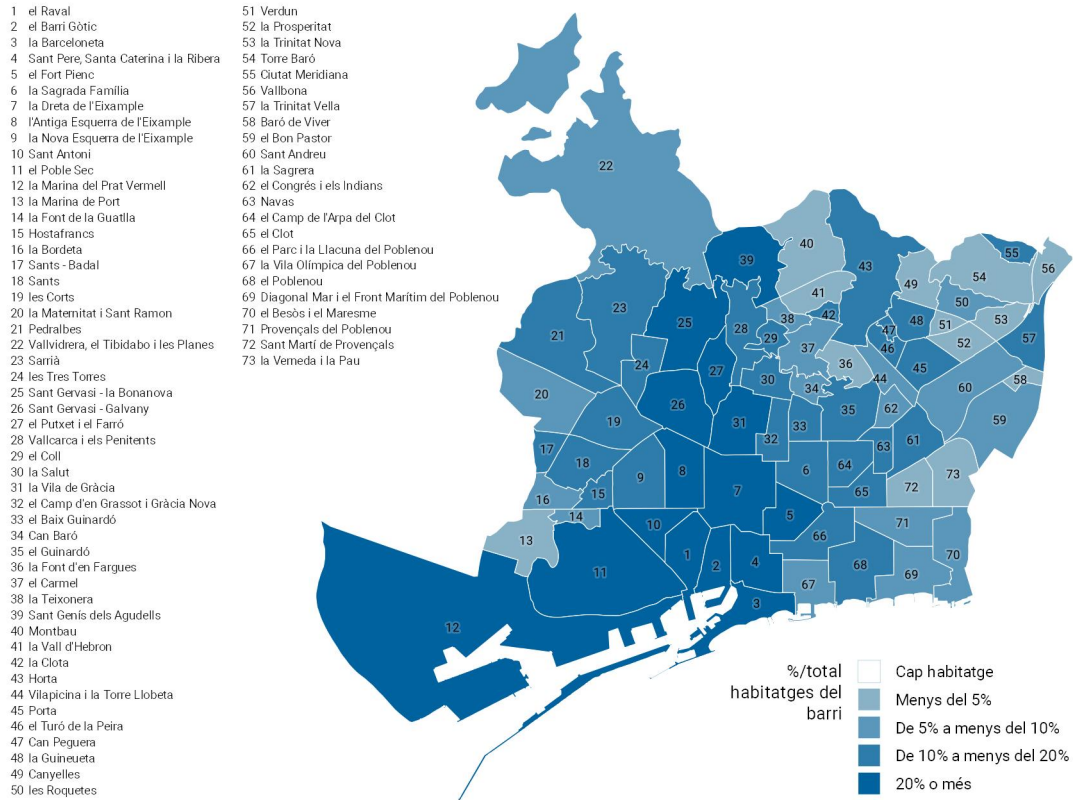 1 el Raval
2 el Barri Gòtic
3 la Barceloneta
4 Sant Pere, Santa Caterina i la Ribera
5 el Fort Pienc
6 la Sagrada Família
7 la Dreta de l'Eixample
8 l'Antiga Esquerra de l'Eixample
9 la Nova Esquerra de l'Eixample
10 Sant Antoni
11 el Poble Sec
12 la Marina del Prat Vermell
13 la Marina de Port
14 la Font de la Guatlla
15 Hostafrancs
16 la Bordeta
17 Sants - Badal
18 Sants
19 les Corts
20 la Maternitat i Sant Ramon
21 Pedralbes
22 Vallvidrera, el Tibidabo i les Planes
23 Sarrià
24 les Tres Torres
25 Sant Gervasi - la Bonanova
26 Sant Gervasi - Galvany
27 el Putxet i el Farró
28 Vallcarca i els Penitents
29 el Coll
30 la Salut
31 la Vila de Gràcia
32 el Camp d'en Grassot i Gràcia Nova
33 el Baix Guinardó
34 Can Baró
35 el Guinardó
36 la Font d'en Fargues
37 el Carmel
38 la Teixonera
39 Sant Genís dels Agudells
40 Montbau
41 la Vall d'Hebron
42 la Clota
43 Horta
44 Vilapicina i la Torre Llobeta
45 Porta
46 el Turó de la Peira
47 Can Peguera
48 la Guineueta
49 Canyelles
50 les Roquetes
51 Verdun
52 la Prosperitat
53 la Trinitat Nova
54 Torre Baró
55 Ciutat Meridiana
56 Vallbona
57 la Trinitat Vella
58 Baró de Viver
59 el Bon Pastor
60 Sant Andreu
61 la Sagrera
62 el Congrés i els Indians
63 Navas
64 el Camp de l'Arpa del Clot
65 el Clot
66 el Parc i la Llacuna del Poblenou
67 la Vila Olímpica del Poblenou
68 el Poblenou
69 Diagonal Mar i el Front Marítim del Poblenou
70 el Besòs i el Maresme
71 Provençals del Poblenou
72 Sant Martí de Provençals
73 la Verneda i la Pau
22
40
39
43
55
56
54
49
50
41
38
42
48
51
53
52
57
23
25
28
29
37
47
46
21
24
27
36
44
45
58
20
26
30
34
60
19
31
33
35
62
59
32
63
61
17
18
9
8
7
6
64
65
72
73
16
15
14
10
5
66
71
13
11
1
2
4
68
70
69
67
3
12
%/total
habitatges del
barri
Cap habitatge
Menys del 5%
De 5% a menys del 10%
De 10% a menys del 20%
20% o més